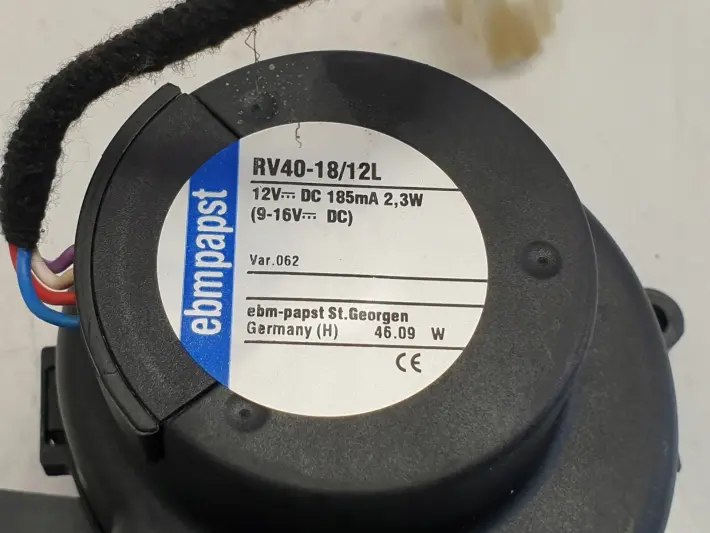 ebmpapst
RV40-18/12L
12V⎓ DC 185mA 2,3W
(9-16V⎓ DC)
Var.062
ebm-papst St.Georgen
Germany (H) 46.09 W
CE